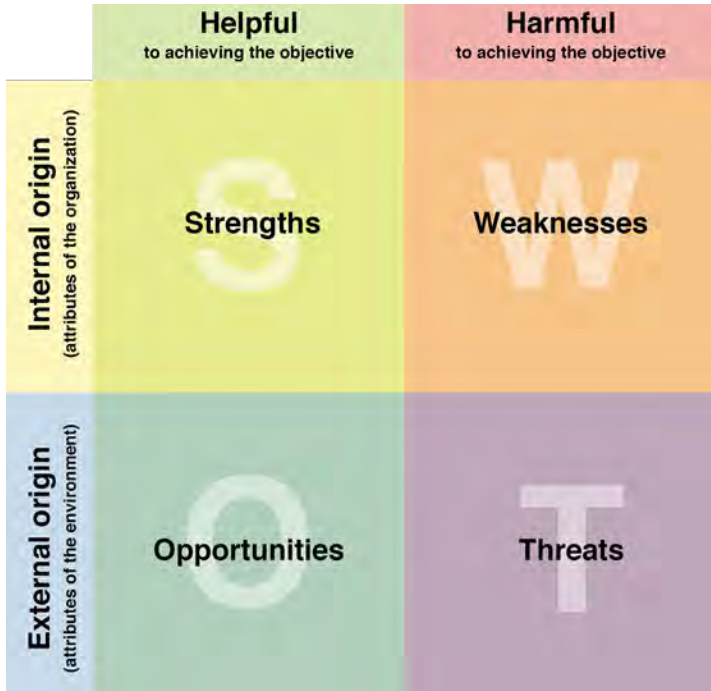 Helpful
to achieving the objective
Harmful
to achieving the objective
Internal origin
(attributes of the organization)
S
Strengths
W
Weaknesses
External origin
(attributes of the environment)
O
Opportunities
T
Threats